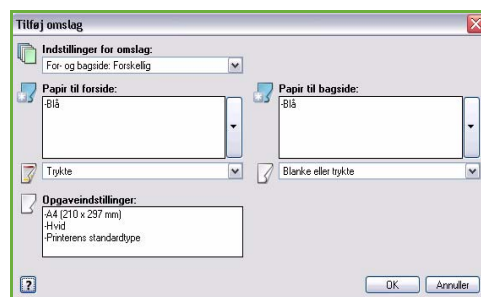 Tilføj omslag
Indstillinger for omslag:
For- og bagside: Forskellig
Papir til forside:
-Blå
Trykte
Papir til bagside:
-Blå
Blanke eller trykte
Opgaveindstillinger:
-A4 (210 x 297 mm)
-Hvid
-Printerens standardtype
?
OK
Annuller